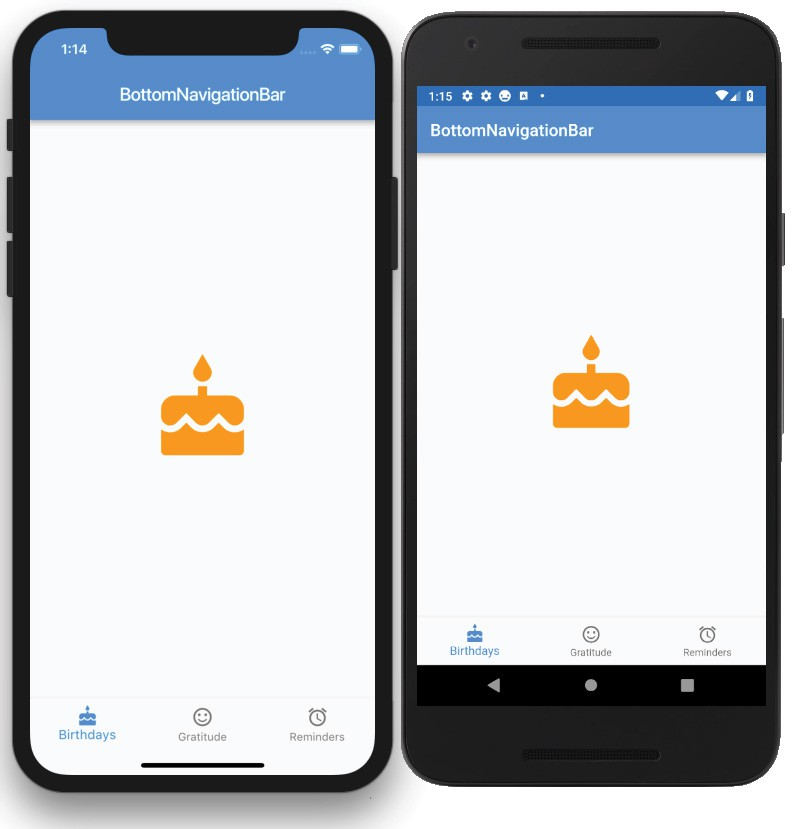 1:14
BottomNavigationBar
Birthdays
Gratitude
Reminders
1:15
BottomNavigationBar
Birthdays
Gratitude
Reminders